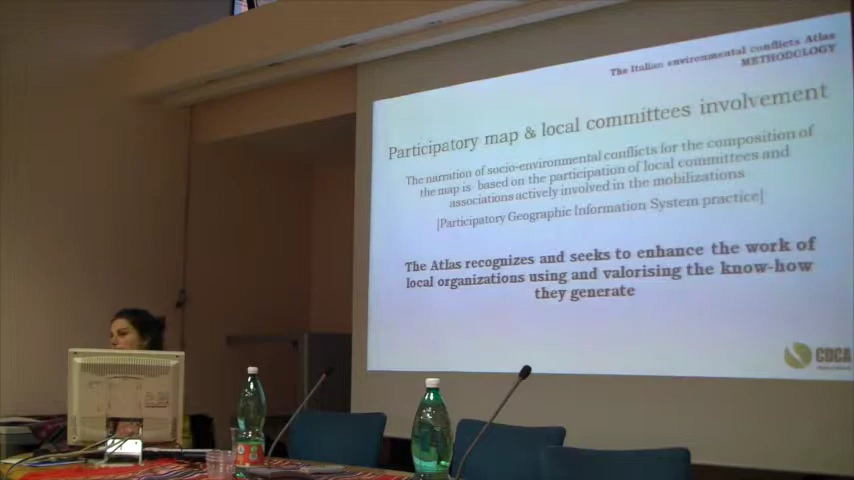 The Italian environmental conflicts Atlas
METHODOLOGY
Participatory map & local committees involvement
The narration of socio-environmental conflicts for the composition of
the map is based on the participation of local committees and
associations actively involved in the mobilizations
[Participatory Geographic Information System practice]
The Atlas recognizes and seeks to enhance the work of
local organizations using and valorising the know-how
they generate
CDCA